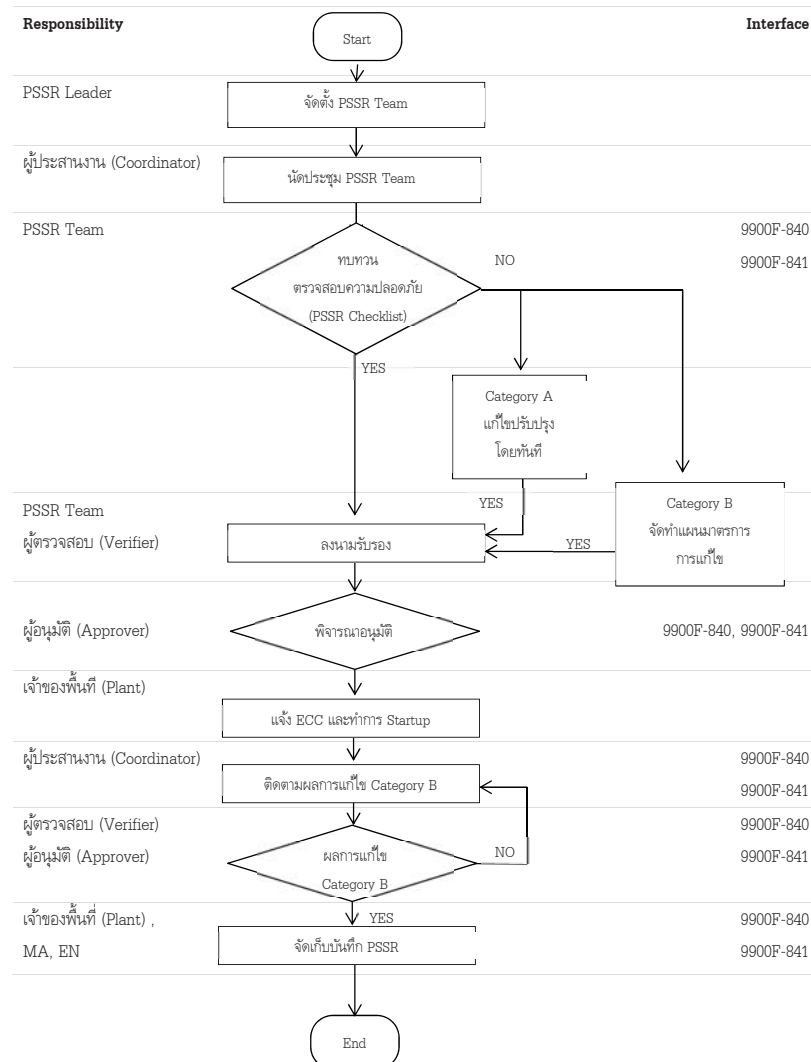 Responsibility
Interface
Start
PSSR Leader
จัดตั้ง PSSR Team
ผู้ประสานงาน (Coordinator)
นัดประชุม PSSR Team
PSSR Team
9900F-840
9900F-841
ทบทวน
ตรวจสอบความปลอดภัย
(PSSR Checklist)
NO
YES
Category A
แก้ไขปรับปรุง
โดยทันที
YES
Category B
จัดทำแผนมาตรการ
การแก้ไข
YES
PSSR Team
ผู้ตรวจสอบ (Verifier)
ลงนามรับรอง
ผู้อนุมัติ (Approver)
พิจารณาอนุมัติ
9900F-840, 9900F-841
เจ้าของพื้นที่ (Plant)
แจ้ง ECC และทำการ Startup
ผู้ประสานงาน (Coordinator)
9900F-840
ติดตามผลการแก้ไข Category B
9900F-841
ผู้ตรวจสอบ (Verifier)
9900F-840
ผู้อนุมัติ (Approver)
ผลการแก้ไข
Category B
NO
9900F-841
เจ้าของพื้นที่ (Plant) ,
YES
9900F-840
MA, EN
จัดเก็บบันทึก PSSR
9900F-841
End